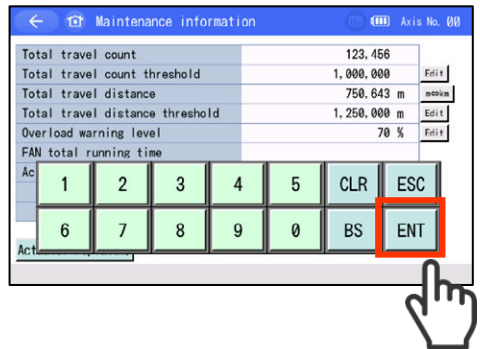 Maintenance information Axis No. 00
Total travel count 123,456
Total travel count threshold 1,000,000 Edit
Total travel distance 750,643 m m⇔km
Total travel distance threshold 1,250,000 m Edit
Overload warning level 70 % Edit
FAN total running time
Ac
1 2 3 4 5 CLR ESC
6 7 8 9 0 BS ENT
Act